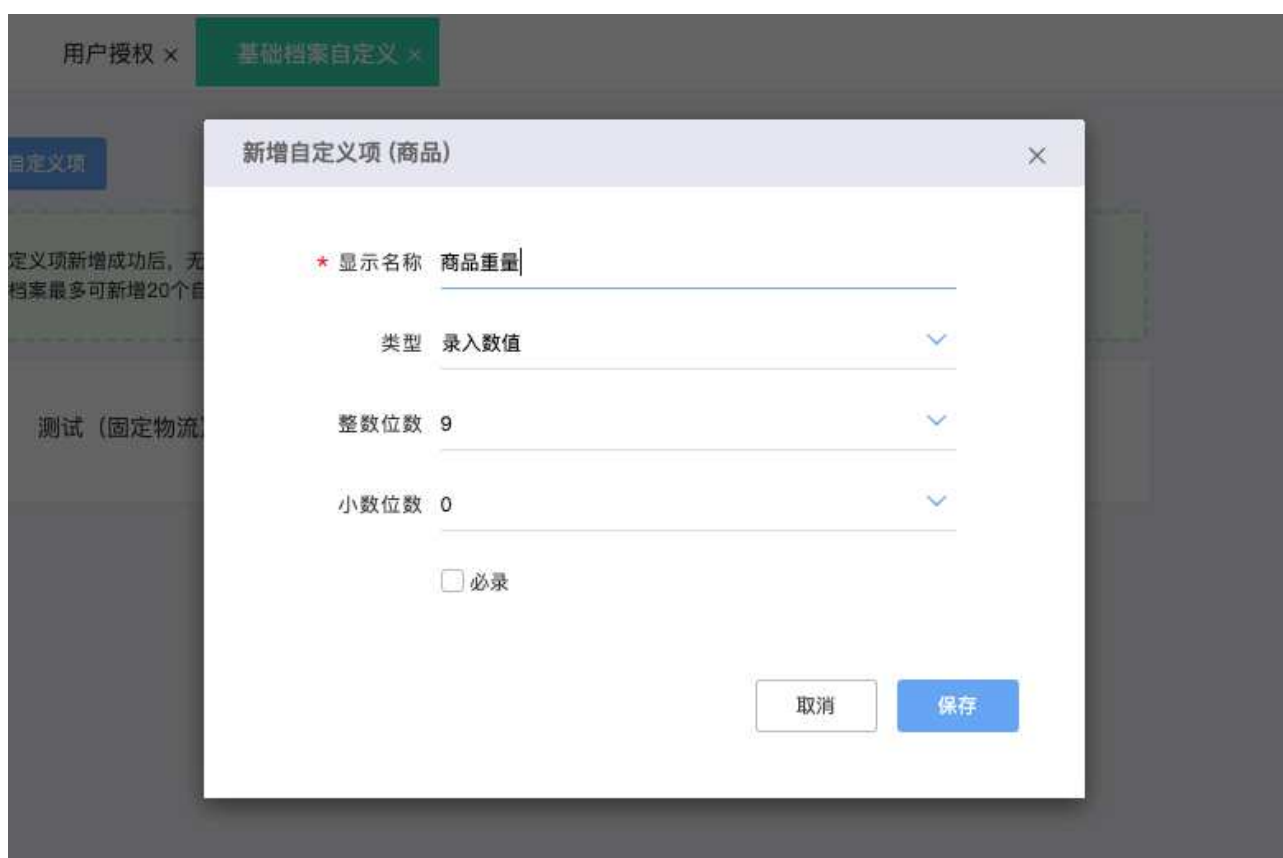 用户授权 ×
基础档案自定义 ×
自定义项
新增自定义项 (商品)
定义项新增成功后，无
档案最多可新增20个自
* 显示名称 商品重量
类型 录入数值
测试（固定物流）
整数位数 9
小数位数 0
必录
取消
保存